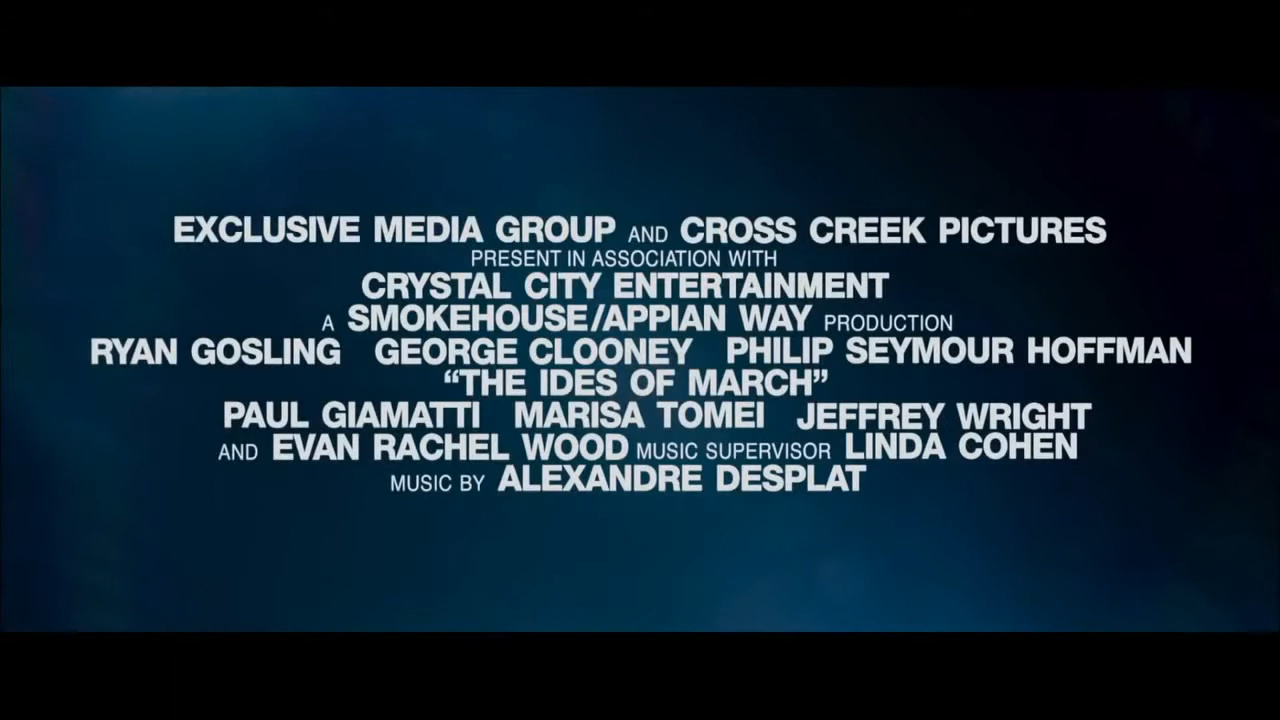 EXCLUSIVE MEDIA GROUP AND CROSS CREEK PICTURES
PRESENT IN ASSOCIATION WITH
CRYSTAL CITY ENTERTAINMENT
A SMOKEHOUSE/APPIAN WAY PRODUCTION
RYAN GOSLING GEORGE CLOONEY PHILIP SEYMOUR HOFFMAN
“THE IDES OF MARCH”
PAUL GIAMATTI MARISA TOMEI JEFFREY WRIGHT
AND EVAN RACHEL WOOD MUSIC SUPERVISOR LINDA COHEN
MUSIC BY ALEXANDRE DESPLAT